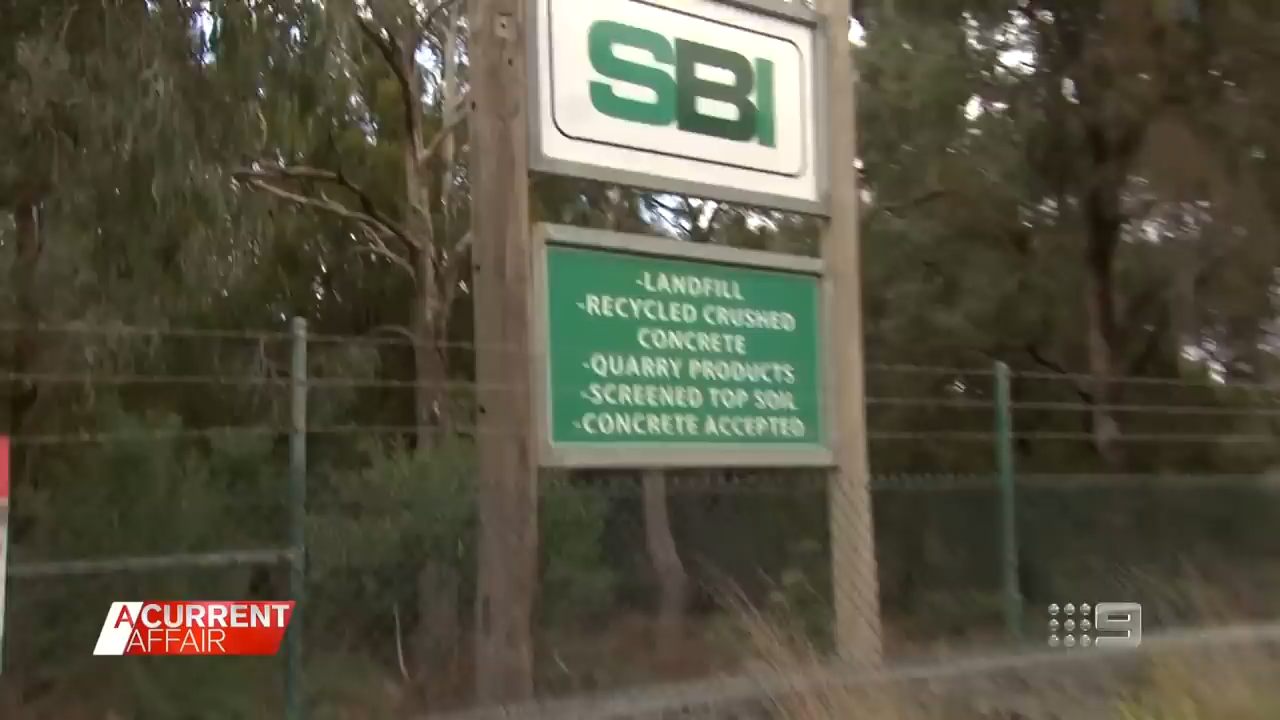 SBI
-LANDFILL
-RECYCLED CRUSHED
CONCRETE
-QUARRY PRODUCTS
-SCREENED TOP SOIL
-CONCRETE ACCEPTED
A CURRENT
AFFAIR
9